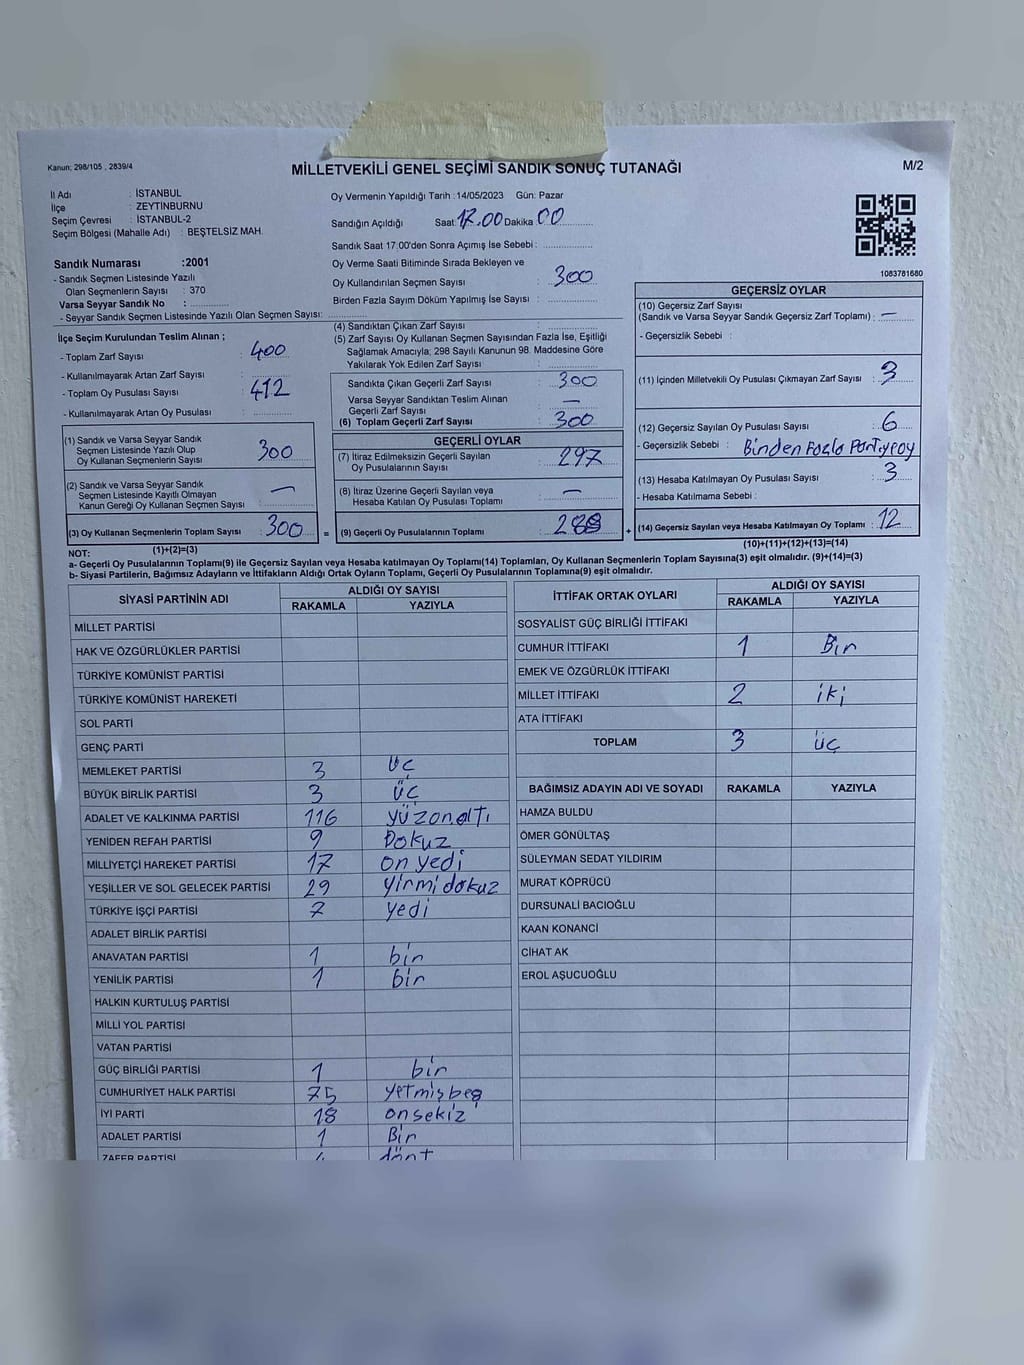 Kanun; 298/105 , 2839/4
MİLLETVEKİLİ GENEL SEÇİMİ SANDIK SONUÇ TUTANAĞI
M/2
İl Adı : İSTANBUL
İlçe : ZEYTİNBURNU
Seçim Çevresi : İSTANBUL-2
Seçim Bölgesi (Mahalle Adı) : BEŞTELSİZ MAH.
Oy Vermenin Yapıldığı Tarih :14/05/2023 Gün: Pazar
Sandığın Açıldığı Saat:17.00 Dakika 00
Sandık Saat 17.00'den Sonra Açımış İse Sebebi :
Oy Verme Saati Bitiminde Sırada Bekleyen ve
Oy Kullandırılan Seçmen Sayısı : 300
Birden Fazla Sayım Döküm Yapılmış İse Sayısı :
1083781680
Sandık Numarası :2001
- Sandık Seçmen Listesinde Yazılı
Olan Seçmenlerin Sayısı : 370
Varsa Seyyar Sandık No :
- Seyyar Sandık Seçmen Listesinde Yazılı Olan Seçmen Sayısı:
İlçe Seçim Kurulundan Teslim Alınan ;
- Toplam Zarf Sayısı : 400
- Kullanılmayarak Artan Zarf Sayısı :
- Toplam Oy Pusulası Sayısı : 412
- Kullanılmayarak Artan Oy Pusulası :
(1) Sandık ve Varsa Seyyar Sandık
Seçmen Listesinde Yazılı Olup
Oy Kullanan Seçmenlerin Sayısı : 300
(2) Sandık ve Varsa Seyyar Sandık
Seçmen Listesinde Kayıtlı Olmayan
Kanun Gereği Oy Kullanan Seçmen Sayısı : —
(3) Oy Kullanan Seçmenlerin Toplam Sayısı : 300 =
(1)+(2)=(3)
(4) Sandıktan Çıkan Zarf Sayısı :
(5) Zarf Sayısı Oy Kullanan Seçmen Sayısından Fazla İse, Eşitliği
Sağlamak Amacıyla; 298 Sayılı Kanunun 98. Maddesine Göre
Yakılarak Yok Edilen Zarf Sayısı :
Sandıkta Çıkan Geçerli Zarf Sayısı : 300
Varsa Seyyar Sandıktan Teslim Alınan
Geçerli Zarf Sayısı : —
(6) Toplam Geçerli Zarf Sayısı : 300
GEÇERLİ OYLAR
(7) İtiraz Edilmeksizin Geçerli Sayılan
Oy Pusulalarının Sayısı : 297
(8) İtiraz Üzerine Geçerli Sayılan veya
Hesaba Katılan Oy Pusulası Toplamı : —
(9) Geçerli Oy Pusulalarının Toplamı : 288 +
GEÇERSİZ OYLAR
(10) Geçersiz Zarf Sayısı
(Sandık ve Varsa Seyyar Sandık Geçersiz Zarf Toplamı) : —
- Geçersizlik Sebebi :
(11) İçinden Milletvekili Oy Pusulası Çıkmayan Zarf Sayısı : 3
(12) Geçersiz Sayılan Oy Pusulası Sayısı : 6
- Geçersizlik Sebebi : Birden Fazla Partiye oy
(13) Hesaba Katılmayan Oy Pusulası Sayısı : 3
- Hesaba Katılmama Sebebi :
(14) Geçersiz Sayılan veya Hesaba Katılmayan Oy Toplamı : 12
(10)+(11)+(12)+(13)=(14)
NOT:
a- Geçerli Oy Pusulalarının Toplamı(9) ile Geçersiz Sayılan veya Hesaba katılmayan Oy Toplamı(14) Toplamları, Oy Kullanan Seçmenlerin Toplam Sayısına(3) eşit olmalıdır. (9)+(14)=(3)
b- Siyasi Partilerin, Bağımsız Adayların ve İttifakların Aldığı Ortak Oyların Toplamı, Geçerli Oy Pusulalarının Toplamına(9) eşit olmalıdır.
SİYASİ PARTİNİN ADI ALDIĞI OY SAYISI
RAKAMLA YAZIYLA
MİLLET PARTİSİ
HAK VE ÖZGÜRLÜKLER PARTİSİ
TÜRKİYE KOMÜNİST PARTİSİ
TÜRKİYE KOMÜNİST HAREKETİ
SOL PARTİ
GENÇ PARTİ
MEMLEKET PARTİSİ 3 Üç
BÜYÜK BİRLİK PARTİSİ 3 üç
ADALET VE KALKINMA PARTİSİ 116 yüzonaltı
YENİDEN REFAH PARTİSİ 9 Dokuz
MİLLİYETÇİ HAREKET PARTİSİ 17 on yedi
YEŞİLLER VE SOL GELECEK PARTİSİ 29 yirmi dokuz
TÜRKİYE İŞÇİ PARTİSİ 7 yedi
ADALET BİRLİK PARTİSİ
ANAVATAN PARTİSİ 1 bir
YENİLİK PARTİSİ 1 bir
HALKIN KURTULUŞ PARTİSİ
MİLLİ YOL PARTİSİ
VATAN PARTİSİ
GÜÇ BİRLİĞİ PARTİSİ 1 bir
CUMHURİYET HALK PARTİSİ 75 yetmişbeş
İYİ PARTİ 18 onsekiz
ADALET PARTİSİ 1 Bir
ZAFER PARTİSİ 4 dört
İTTİFAK ORTAK OYLARI ALDIĞI OY SAYISI
RAKAMLA YAZIYLA
SOSYALİST GÜÇ BİRLİĞİ İTTİFAKI
CUMHUR İTTİFAKI 1 Bir
EMEK VE ÖZGÜRLÜK İTTİFAKI
MİLLET İTTİFAKI 2 iki
ATA İTTİFAKI
TOPLAM 3 üç
BAĞIMSIZ ADAYIN ADI VE SOYADI RAKAMLA YAZIYLA
HAMZA BULDU
ÖMER GÖNÜLTAŞ
SÜLEYMAN SEDAT YILDIRIM
MURAT KÖPRÜCÜ
DURSUNALİ BACIOĞLU
KAAN KONANCİ
CİHAT AK
EROL AŞUCUOĞLU